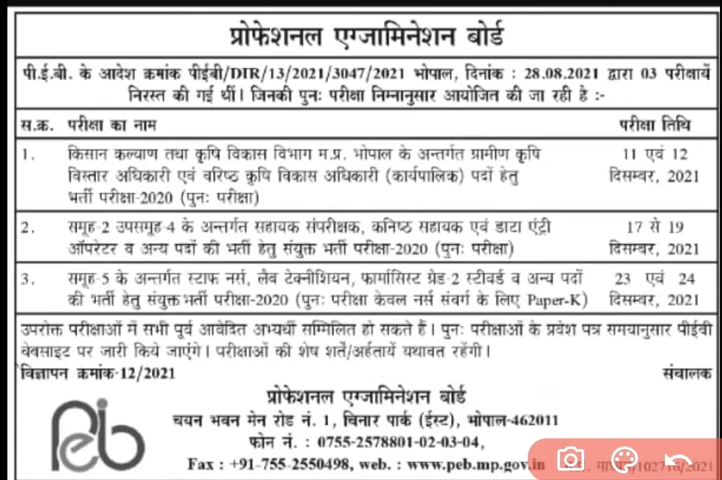 प्रोफेशनल एग्जामिनेशन बोर्ड
पी.ई.बी. के आदेश क्रमांक पीईबी/DIR/13/2021/3047/2021 भोपाल, दिनांक : 28.08.2021 द्वारा 03 परीक्षायें
निरस्त की गई थीं। जिनकी पुनः परीक्षा निम्नानुसार आयोजित की जा रही है :-
स.क्र. परीक्षा का नाम परीक्षा तिथि
1. किसान कल्याण तथा कृषि विकास विभाग म.प्र. भोपाल के अन्तर्गत ग्रामीण कृषि 11 एवं 12
विस्तार अधिकारी एवं वरिष्ठ कृषि विकास अधिकारी (कार्यपालिक) पदों हेतु दिसम्बर, 2021
भर्ती परीक्षा-2020 (पुनः परीक्षा)
2. समूह-2 उपसमूह-4 के अन्तर्गत सहायक संपरीक्षक, कनिष्ठ सहायक एवं डाटा एंट्री 17 से 19
ऑपरेटर व अन्य पदों की भर्ती हेतु संयुक्त भर्ती परीक्षा-2020 (पुनः परीक्षा) दिसम्बर, 2021
3. समूह-5 के अन्तर्गत स्टाफ नर्स, लैब टेक्नीशियन, फार्मासिस्ट ग्रेड-2 स्टीवर्ड व अन्य पदों 23 एवं 24
की भर्ती हेतु संयुक्त भर्ती परीक्षा-2020 (पुनः परीक्षा केवल नर्स संवर्ग के लिए Paper-K) दिसम्बर, 2021
उपरोक्त परीक्षाओं में सभी पूर्व आवेदित अभ्यर्थी सम्मिलित हो सकते हैं। पुनः परीक्षाओं के प्रवेश पत्र समयानुसार पीईबी
वेबसाइट पर जारी किये जाएंगे। परीक्षाओं की शेष शर्तें/अर्हतायें यथावत रहेंगी।
विज्ञापन क्रमांक-12/2021 संचालक
Peb
प्रोफेशनल एग्जामिनेशन बोर्ड
चयन भवन मेन रोड नं. 1, चिनार पार्क (ईस्ट), भोपाल-462011
फोन नं. : 0755-2578801-02-03-04,
Fax : +91-755-2550498, web. : www.peb.mp.gov.in